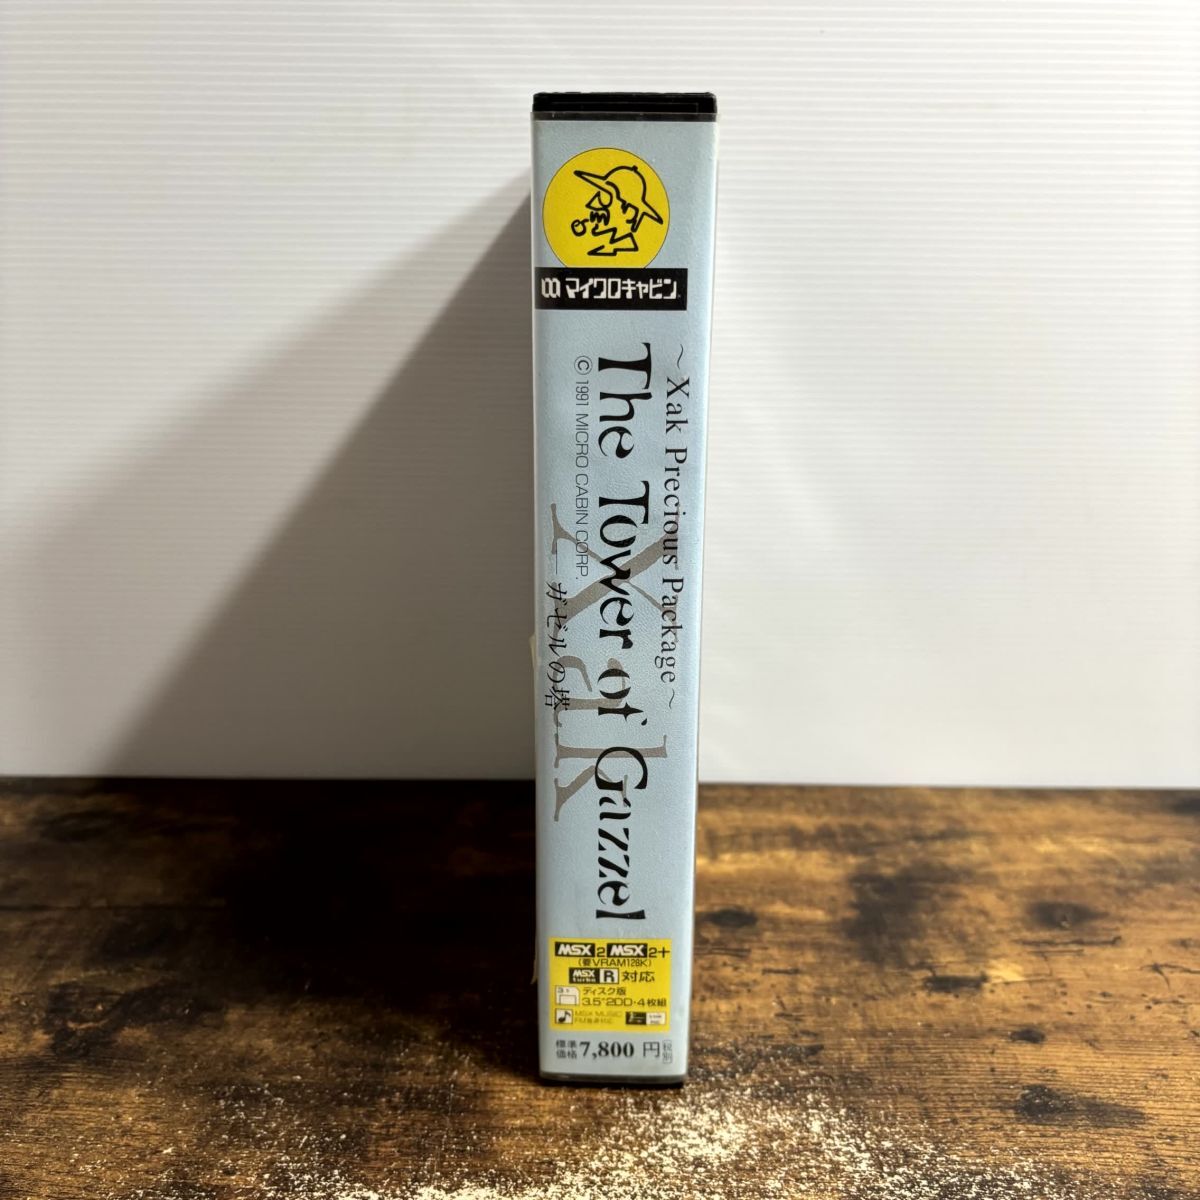 マイクロキャビン
～Xak Precious Package～
The Tower of Gazzel
© 1991 MICRO CABIN CORP.
Xak
—ガゼルの塔
MSX 2 MSX 2+
(要VRAM128K)
MSX turbo R 対応
ディスク版
3.5"2DD・4枚組
MSX MUSIC
標準価格 7,800 円 (税別)